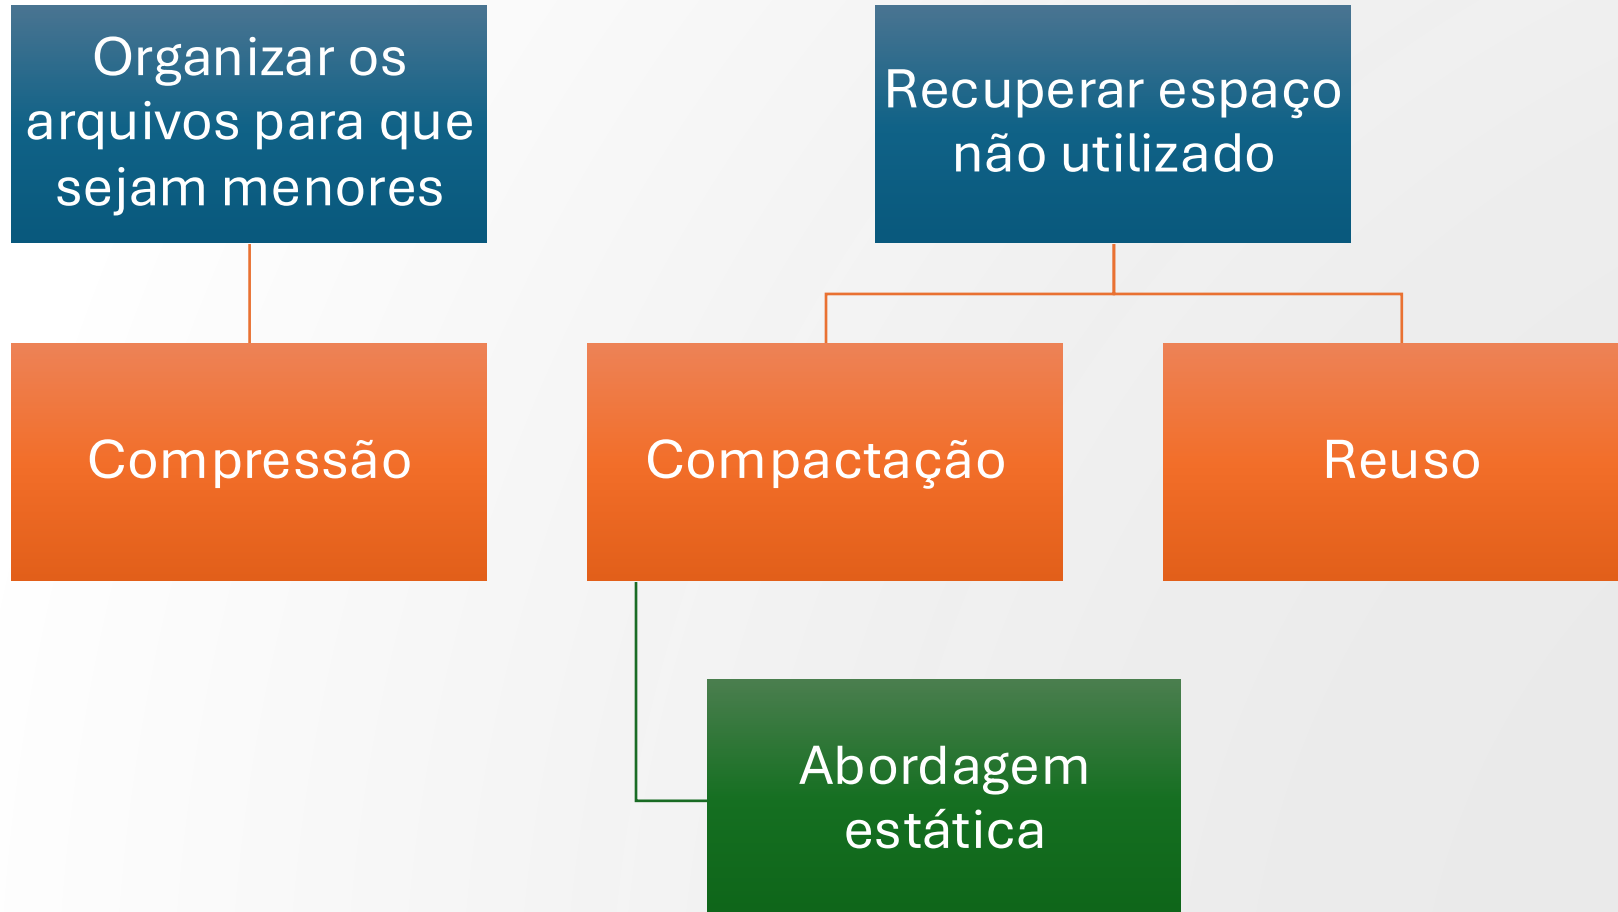 Organizar os
arquivos para que
sejam menores
Recuperar espaço
não utilizado
Compressão
Compactação
Reuso
Abordagem
estática